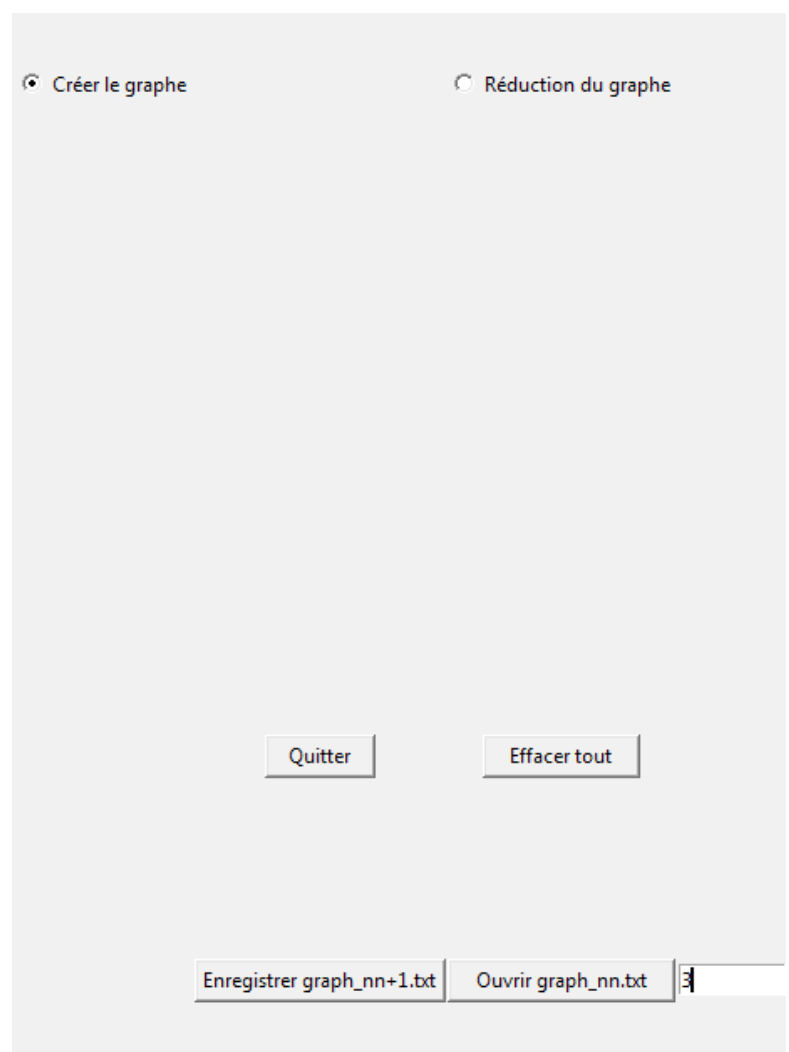 Créer le graphe Réduction du graphe
Quitter Effacer tout
Enregistrer graph_nn+1.txt Ouvrir graph_nn.txt 3